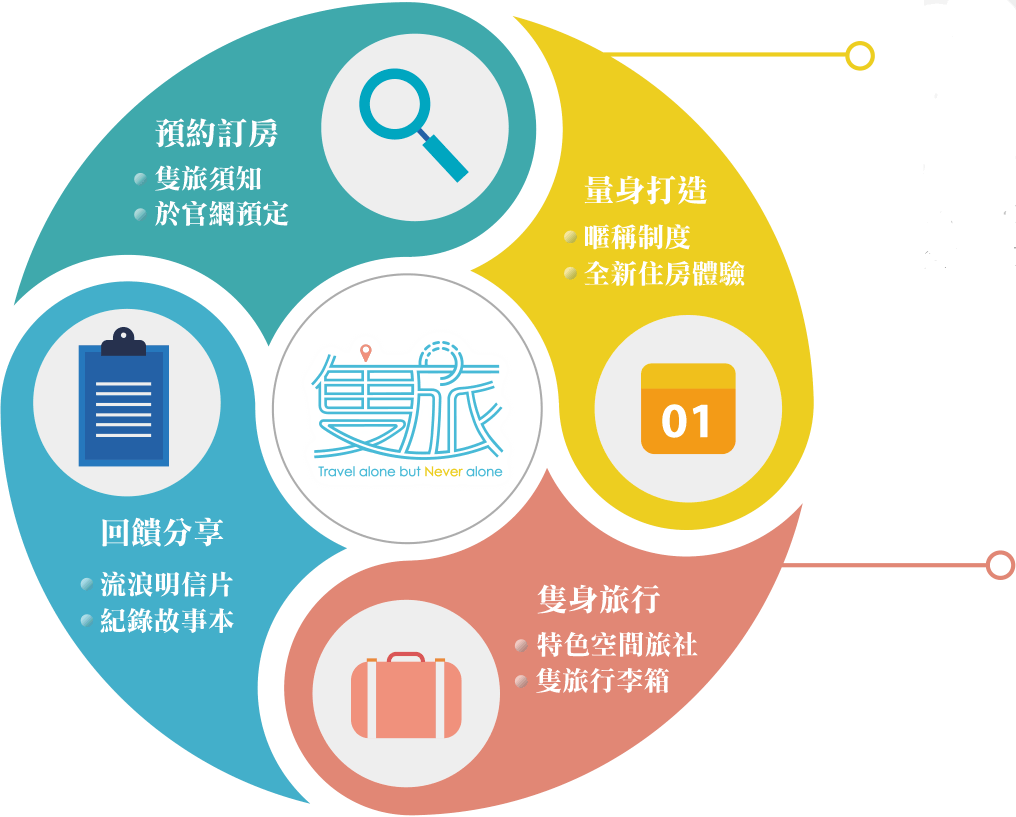 預約訂房
隻旅須知
於官網預定
量身打造
暱稱制度
全新住房體驗
01
隻旅
Travel alone but Never alone
回饋分享
流浪明信片
紀錄故事本
隻身旅行
特色空間旅社
隻旅行李箱